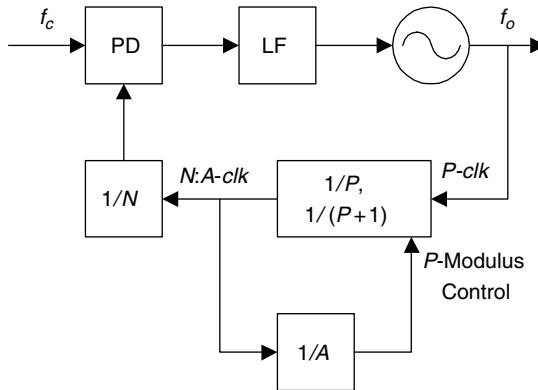 f_c
PD
LF
f_o
1/N
N:A-clk
1/P,
1/(P+1)
P-clk
P-Modulus
Control
1/A